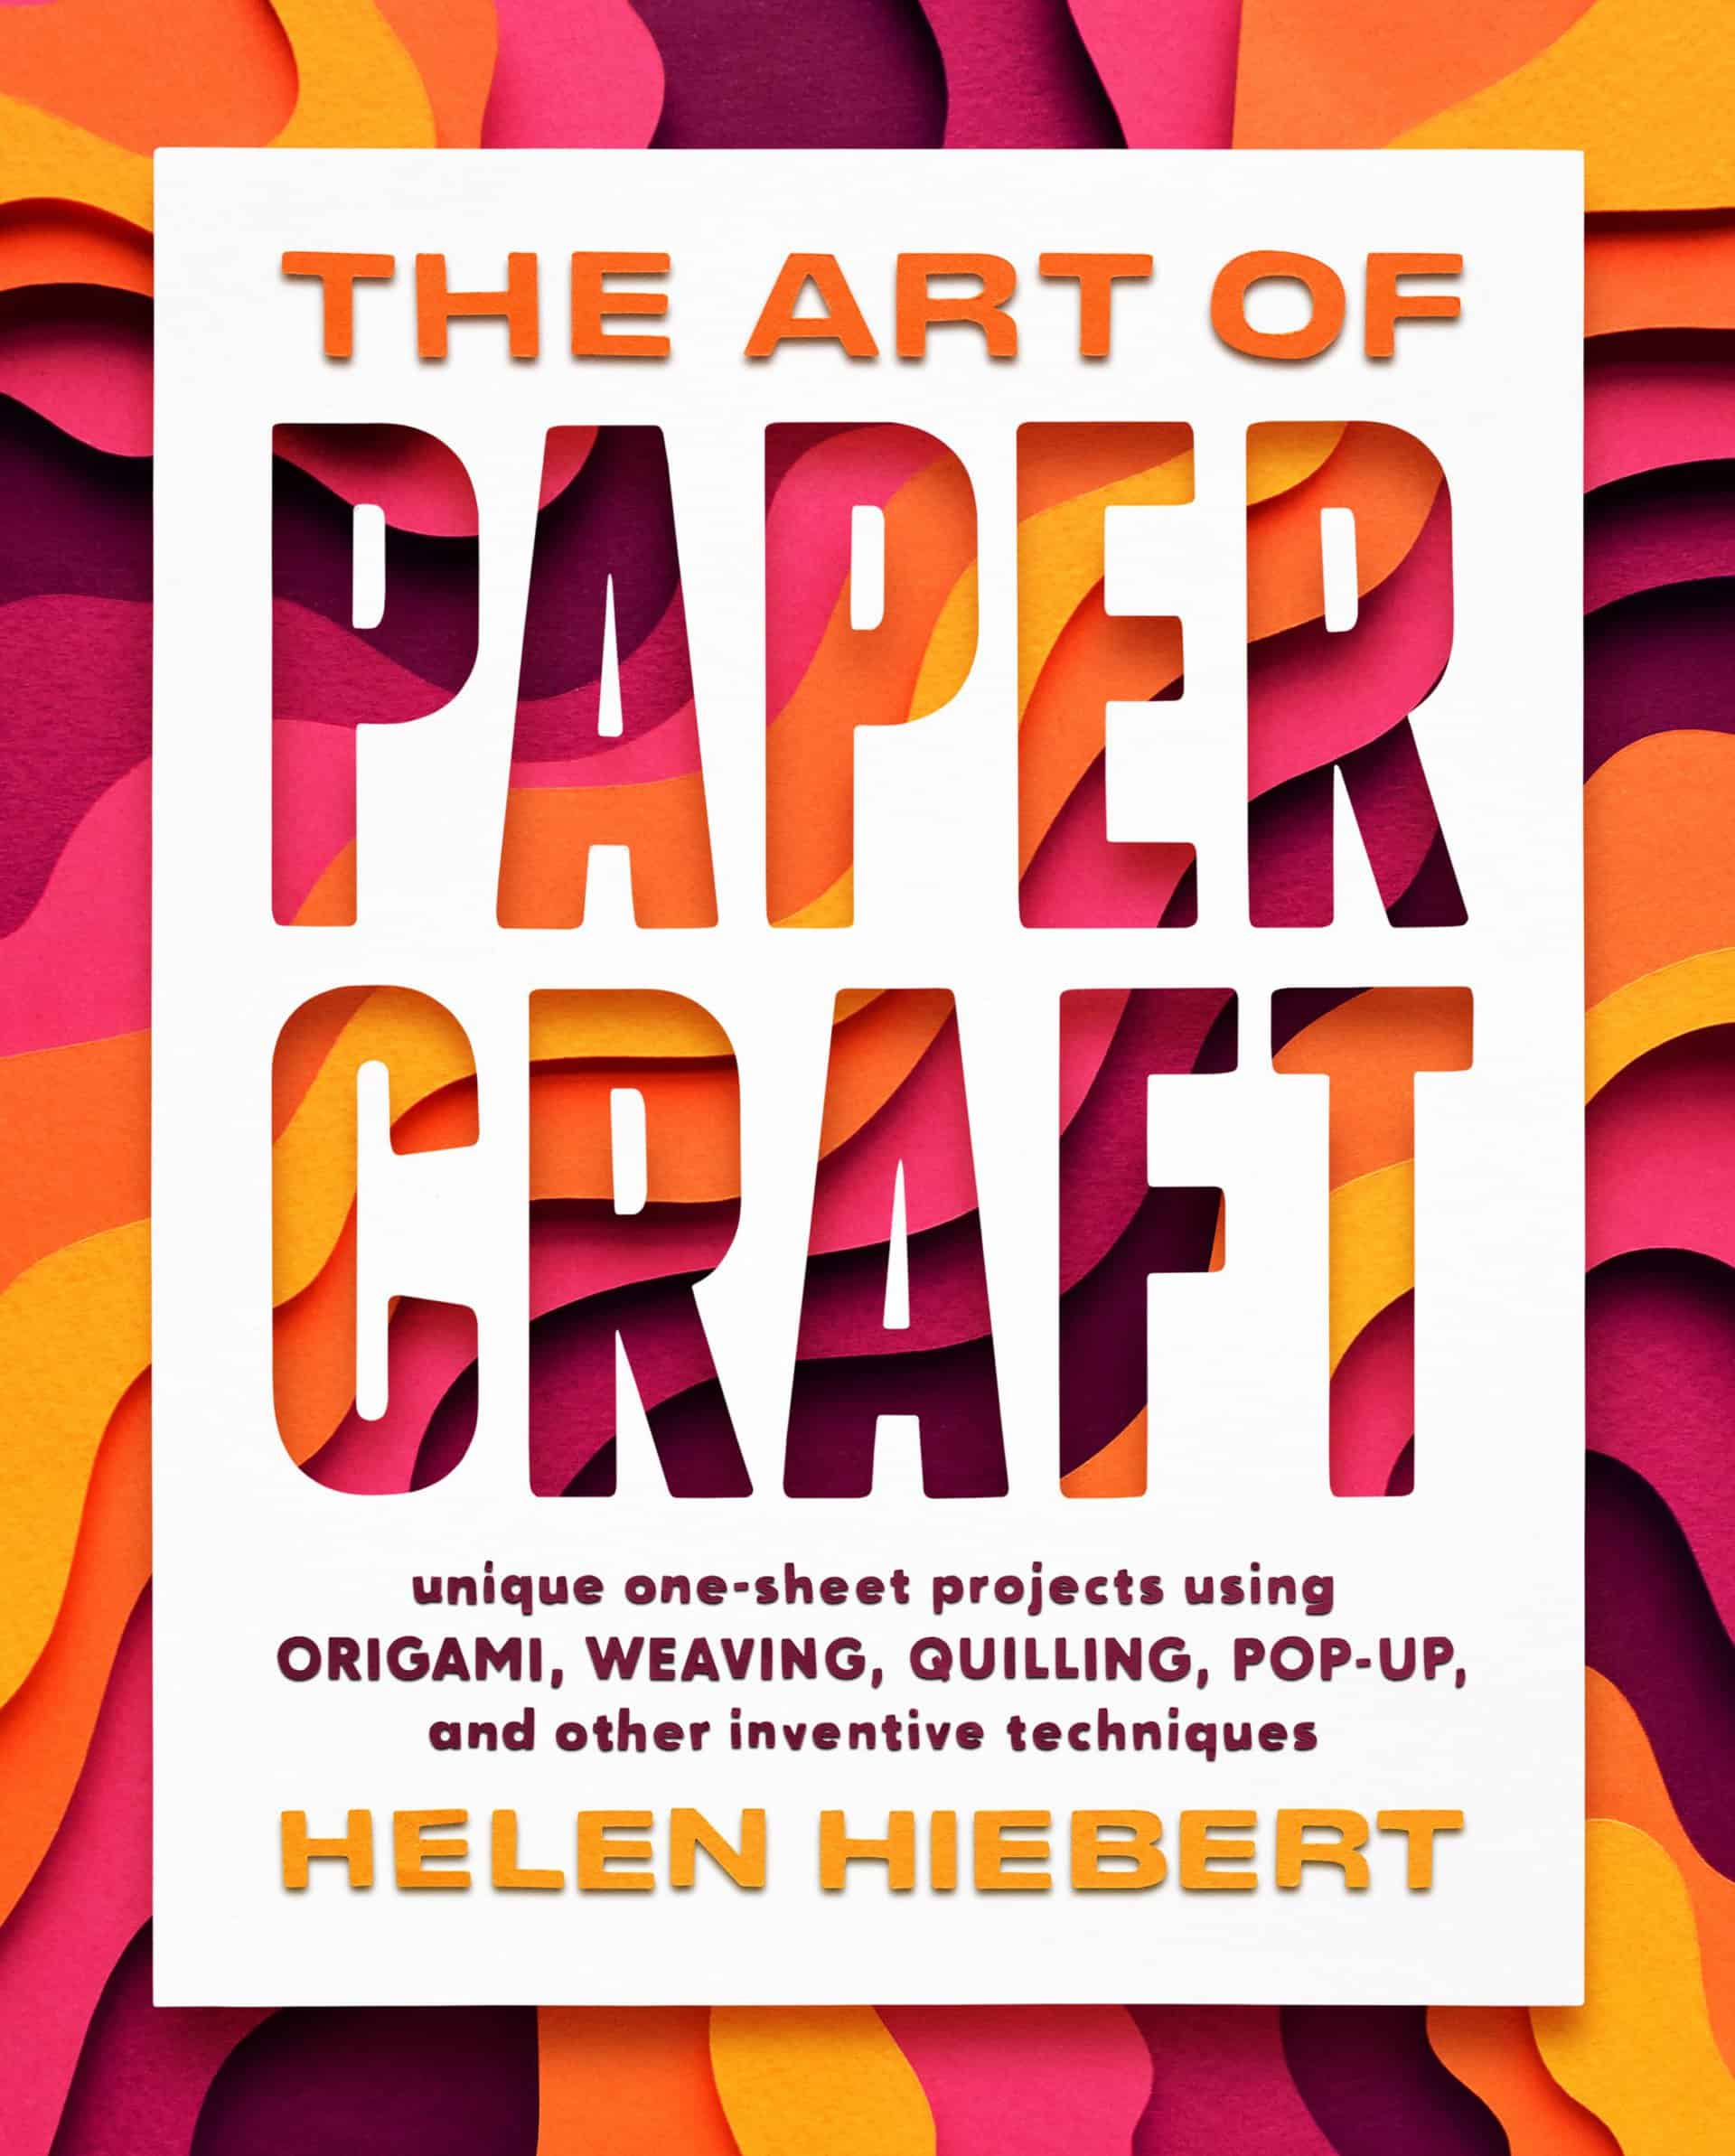 THE ART OF
PAPER
CRAFT
unique one-sheet projects using
ORIGAMI, WEAVING, QUILLING, POP-UP,
and other inventive techniques
HELEN HIEBERT